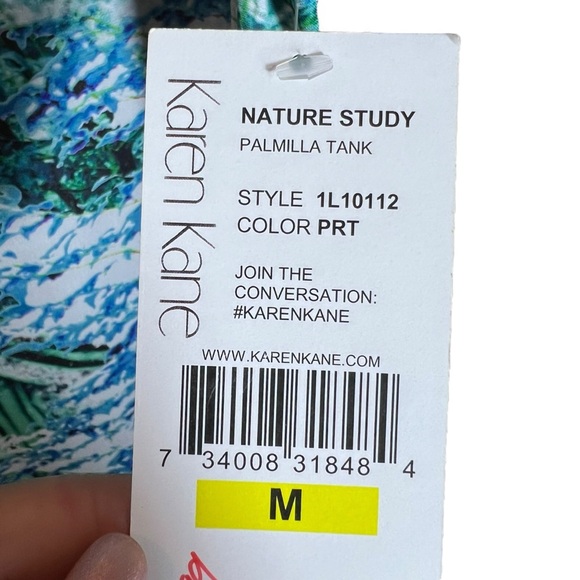 Karen Kane
NATURE STUDY
PALMILLA TANK
STYLE 1L10112
COLOR PRT
JOIN THE
CONVERSATION:
#KARENKANE
WWW.KARENKANE.COM
7 34008 31848 4
M